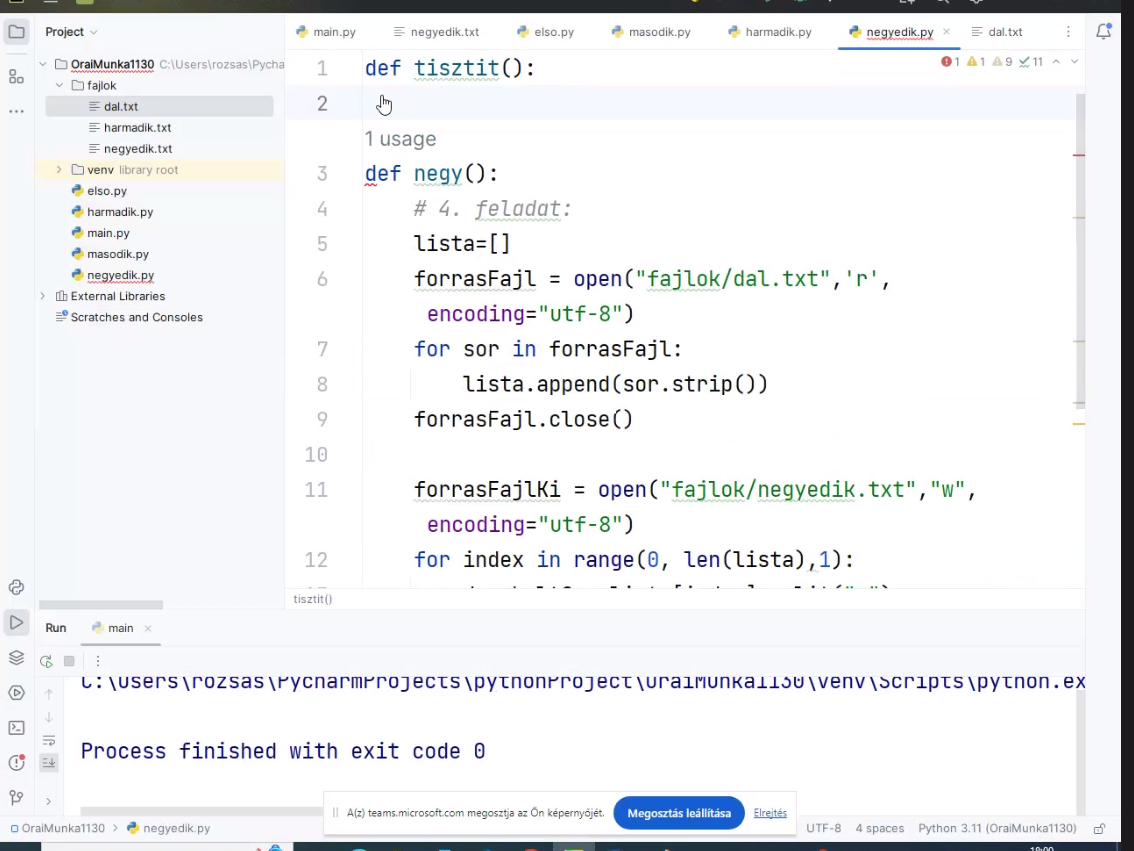 Project
main.py
negyedik.txt
elso.py
masodik.py
harmadik.py
negyedik.py
dal.txt
OraiMunka1130 C:\Users\rozsas\Pycha
fajlok
dal.txt
harmadik.txt
negyedik.txt
venv library root
elso.py
harmadik.py
main.py
masodik.py
negyedik.py
External Libraries
Scratches and Consoles
1 1 9 11
1 def tisztit():
2
1 usage
3 def negy():
4 # 4. feladat:
5 lista=[]
6 forrasFajl = open("fajlok/dal.txt",'r',
encoding="utf-8")
7 for sor in forrasFajl:
8 lista.append(sor.strip())
9 forrasFajl.close()
10
11 forrasFajlKi = open("fajlok/negyedik.txt","w",
encoding="utf-8")
12 for index in range(0, len(lista),1):
tisztit()
Run main
C:\Users\rozsas\PycharmProjects\pythonProject\OraiMunka1130\venv\Scripts\python.ex
Process finished with exit code 0
A(z) teams.microsoft.com megosztja az Ön képernyőjét.
Megosztás leállítása
Elrejtés
OraiMunka1130 > negyedik.py
UTF-8 4 spaces Python 3.11 (OraiMunka1130)